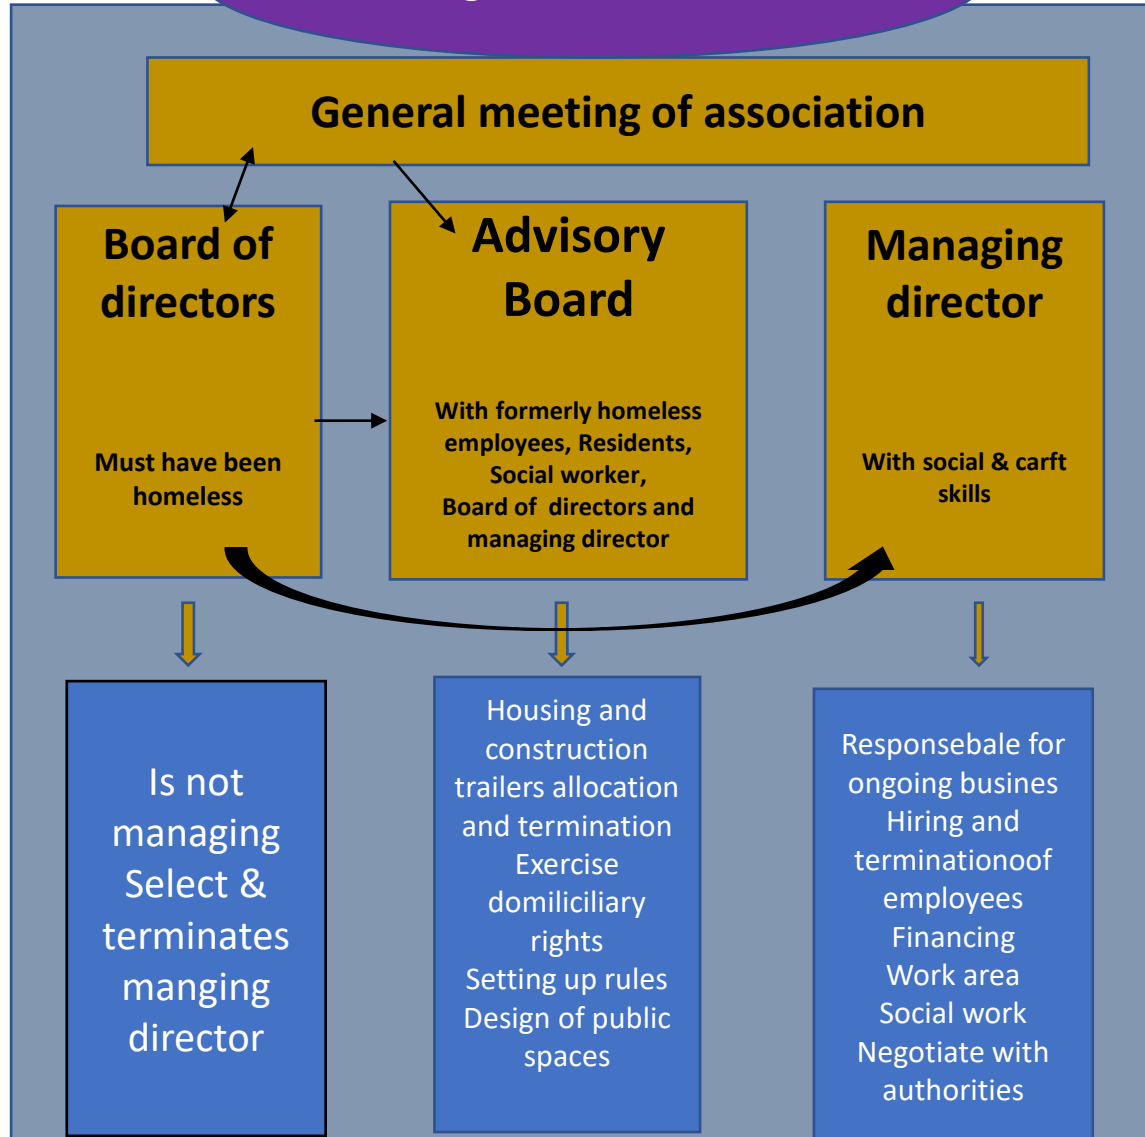 General meeting of association
Board of
directors
Must have been
homeless
Advisory
Board
With formerly homeless
employees, Residents,
Social worker,
Board of  directors and
managing director
Managing
director
With social & carft
skills
Is not
managing
Select &
terminates
manging
director
Housing and
construction
trailers allocation
and termination
Exercise
domiliciliary
rights
Setting up rules
Design of public
spaces
Responsebale for
ongoing busines
Hiring and
terminationoof
employees
Financing
Work area
Social work
Negotiate with
authorities